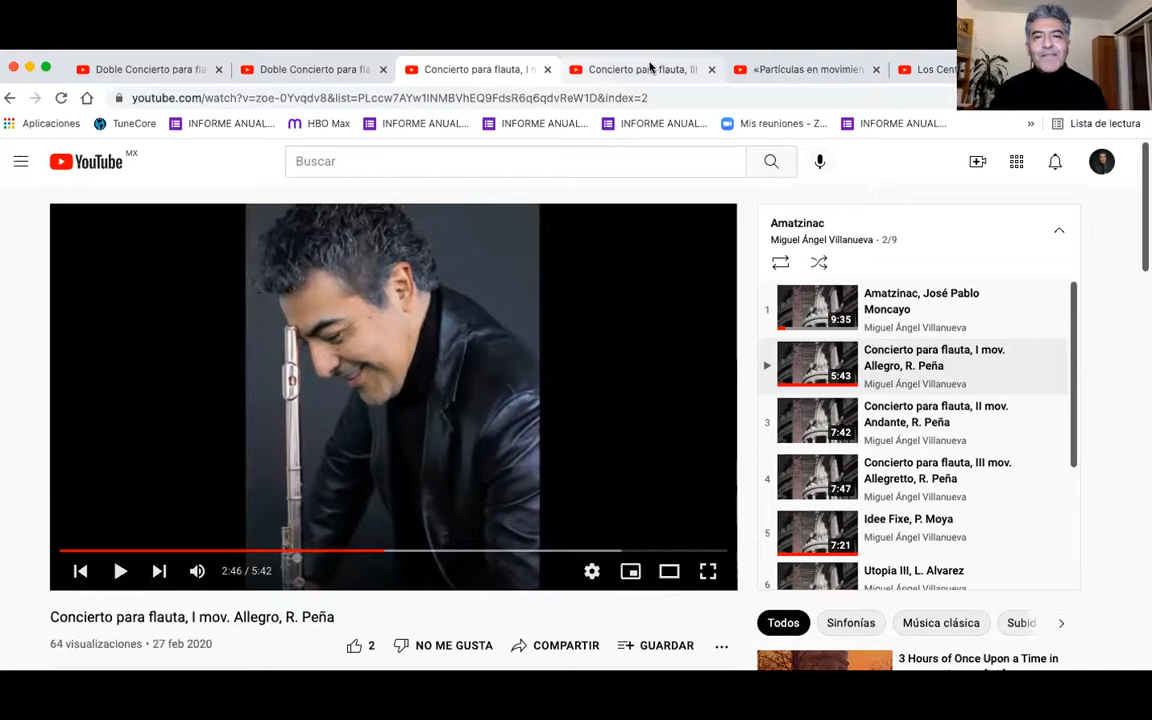 Doble Concierto para fl
Doble Concierto para fl
Concierto para flauta, I
Concierto para flauta, III
«Partículas en movimien
Los Cent
youtube.com/watch?v=zoe-0Yvqdv8&list=PLccw7AYw1INMBVhEQ9FdsR6q6qdvReW1D&index=2
Aplicaciones
TuneCore
INFORME ANUAL...
HBO Max
INFORME ANUAL...
INFORME ANUAL...
INFORME ANUAL...
Mis reuniones - Z...
INFORME ANUAL...
»
Lista de lectura
YouTube MX
Buscar
Amatzinac
Miguel Ángel Villanueva - 2/9
1
9:35
Amatzinac, José Pablo
Moncayo
Miguel Ángel Villanueva
5:43
Concierto para flauta, I mov.
Allegro, R. Peña
Miguel Ángel Villanueva
3
7:42
Concierto para flauta, II mov.
Andante, R. Peña
Miguel Ángel Villanueva
4
7:47
Concierto para flauta, III mov.
Allegretto, R. Peña
Miguel Ángel Villanueva
5
7:21
Idee Fixe, P. Moya
Miguel Ángel Villanueva
6
Utopia III, L. Alvarez
2:46 / 5:42
Concierto para flauta, I mov. Allegro, R. Peña
64 visualizaciones • 27 feb 2020
2
NO ME GUSTA
COMPARTIR
GUARDAR
...
Todos
Sinfonías
Música clásica
Subid
3 Hours of Once Upon a Time in